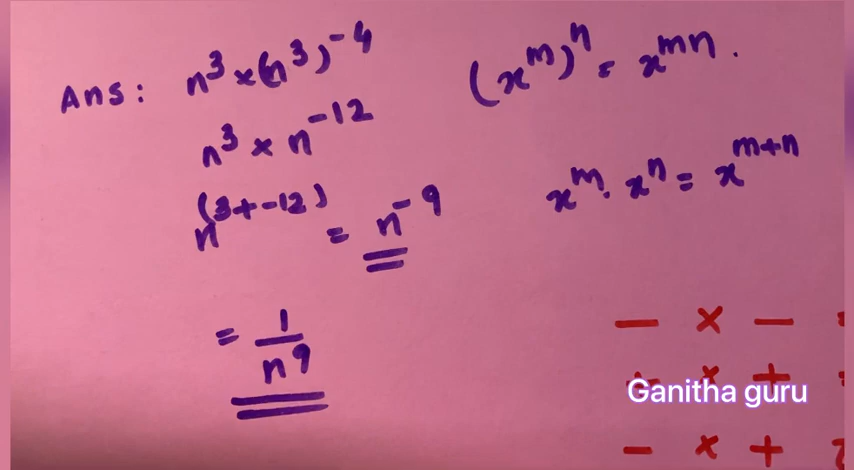 Ans: n³ × (n³)⁻⁴
n³ × n⁻¹²
n⁽³⁺⁻¹²⁾ = n⁻⁹
= 1/n⁹
(xᵐ)ⁿ = xᵐⁿ.
xᵐ. xⁿ = xᵐ⁺ⁿ
— × —
+ × +
Ganitha guru
- × +